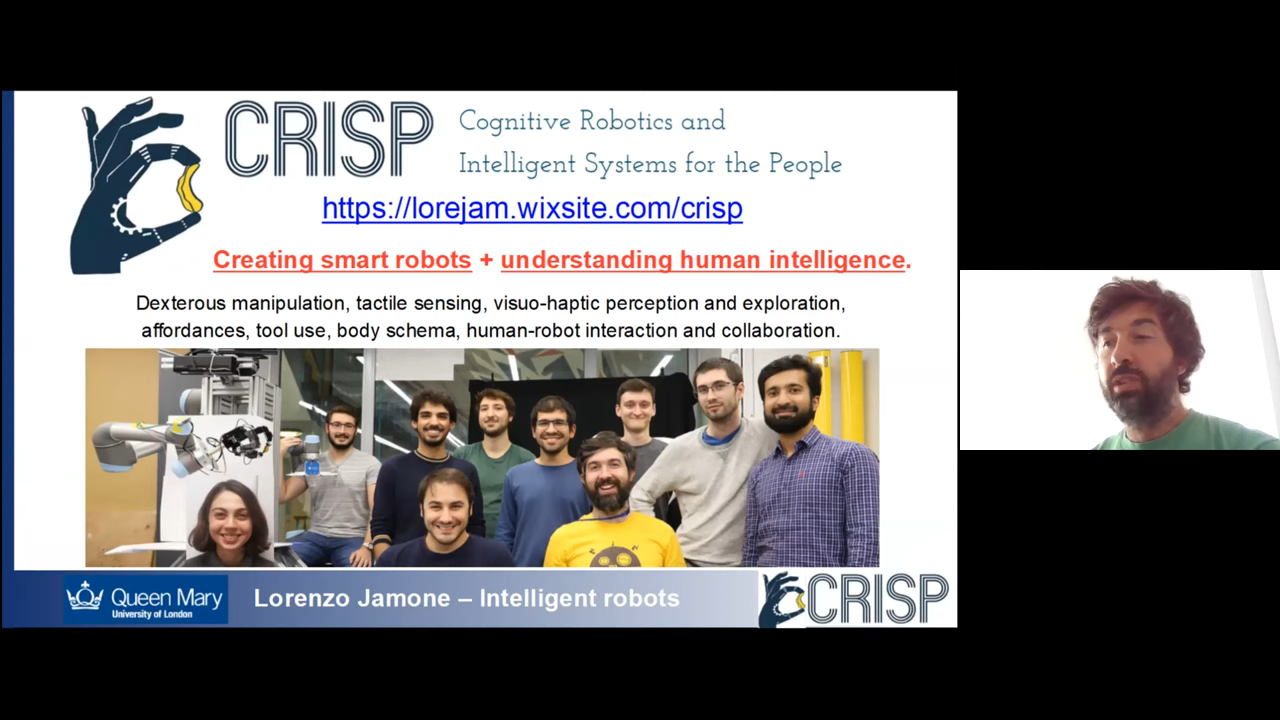 CRISP
Cognitive Robotics and
Intelligent Systems for the People
https://lorejam.wixsite.com/crisp
Creating smart robots + understanding human intelligence.
Dexterous manipulation, tactile sensing, visuo-haptic perception and exploration,
affordances, tool use, body schema, human-robot interaction and collaboration.
Queen Mary
University of London
Lorenzo Jamone – Intelligent robots
CRISP